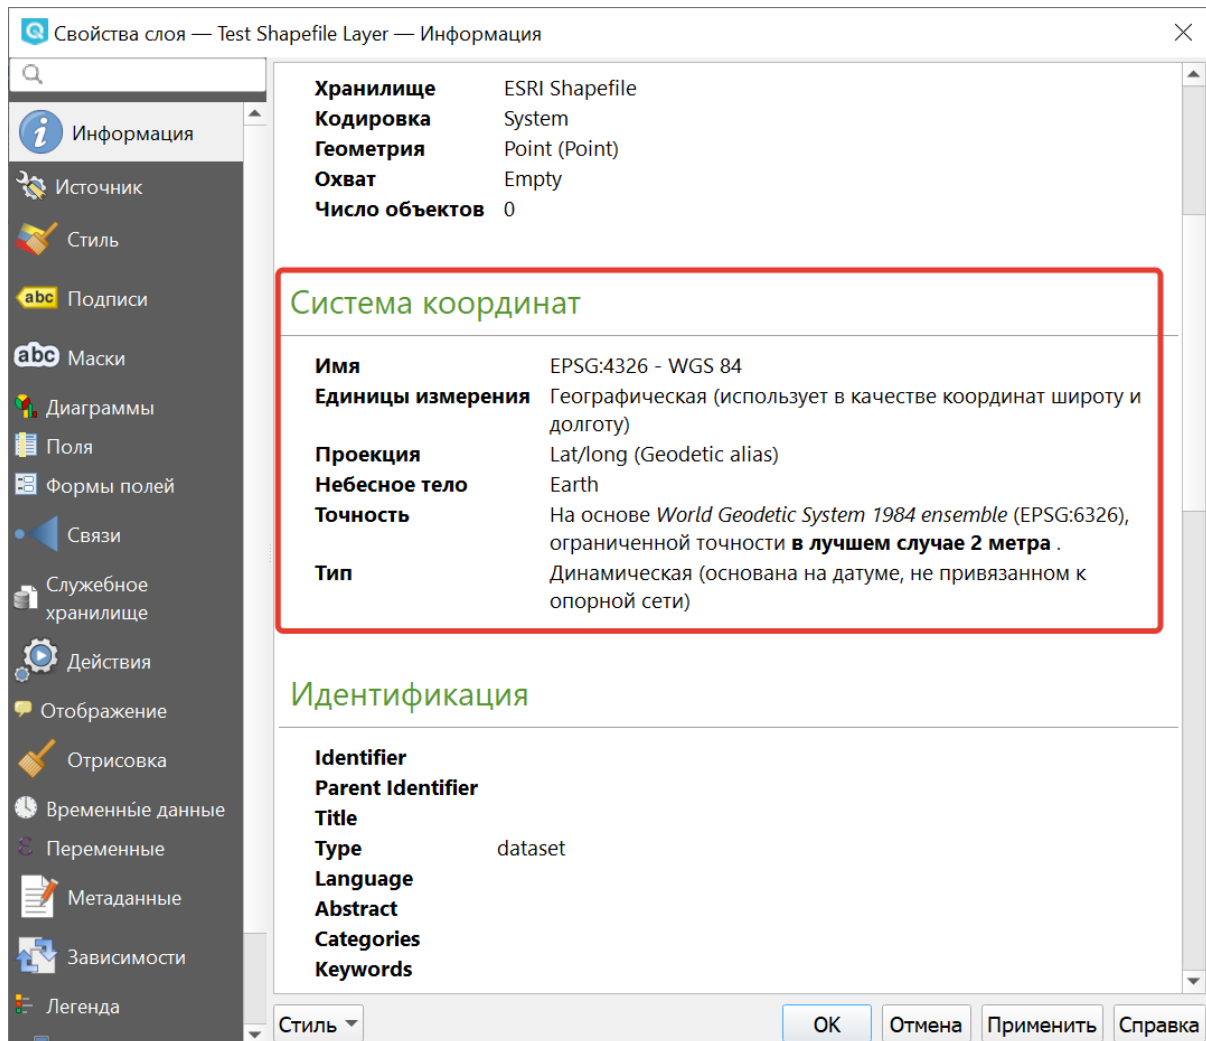 Свойства слоя — Test Shapefile Layer — Информация
Информация
Источник
Стиль
abc Подписи
abc Маски
Диаграммы
Поля
Формы полей
Связи
Служебное
хранилище
Действия
Отображение
Отрисовка
Временны́е данные
Переменные
Метаданные
Зависимости
Легенда
Хранилище ESRI Shapefile
Кодировка System
Геометрия Point (Point)
Охват Empty
Число объектов 0
Система координат
Имя EPSG:4326 - WGS 84
Единицы измерения Географическая (использует в качестве координат широту и
долготу)
Проекция Lat/long (Geodetic alias)
Небесное тело Earth
Точность На основе World Geodetic System 1984 ensemble (EPSG:6326),
ограниченной точности в лучшем случае 2 метра .
Тип Динамическая (основана на датуме, не привязанном к
опорной сети)
Идентификация
Identifier
Parent Identifier
Title
Type dataset
Language
Abstract
Categories
Keywords
Стиль OK Отмена Применить Справка